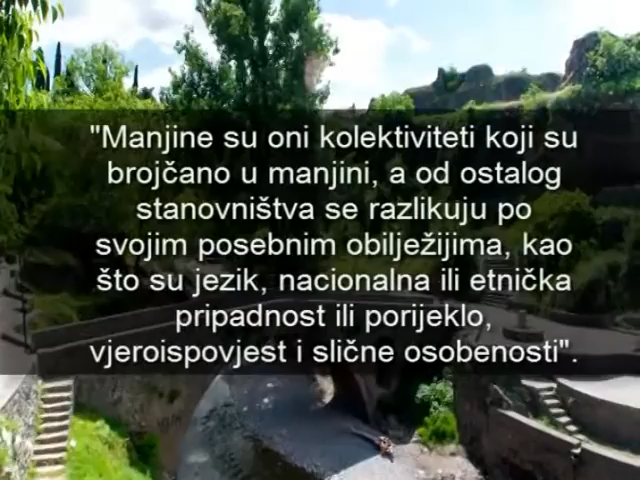 "Manjine su oni kolektiviteti koji su
brojčano u manjini, a od ostalog
stanovništva se razlikuju po
svojim posebnim obilježijima, kao
što su jezik, nacionalna ili etnička
pripadnost ili porijeklo,
vjeroispovjest i slične osobenosti".